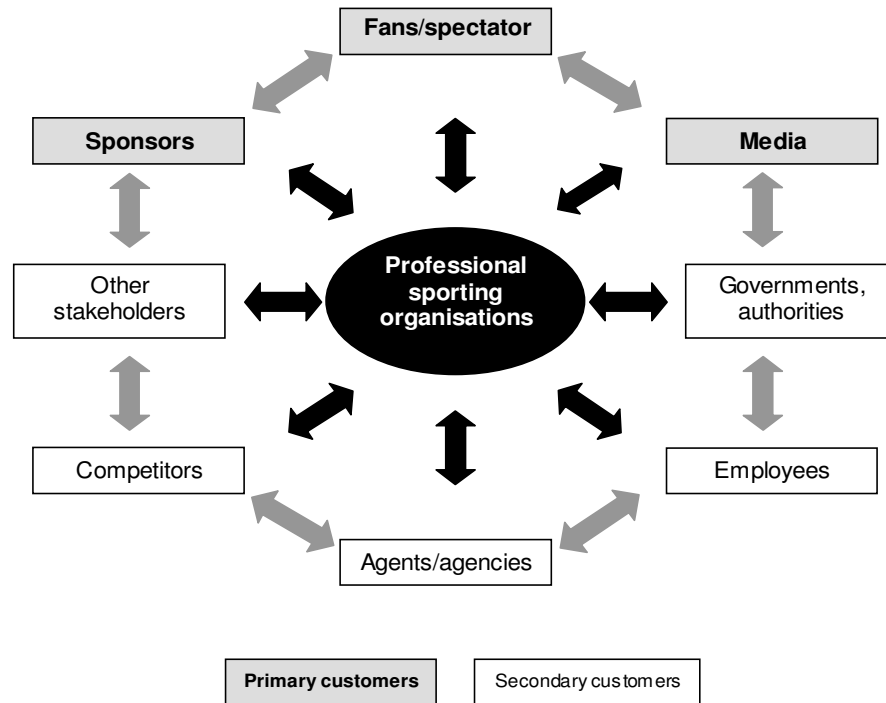 Fans/spectator
Sponsors
Media
Professional
sporting
organisations
Other
stakeholders
Governments,
authorities
Competitors
Employees
Agents/agencies
Primary customers
Secondary customers